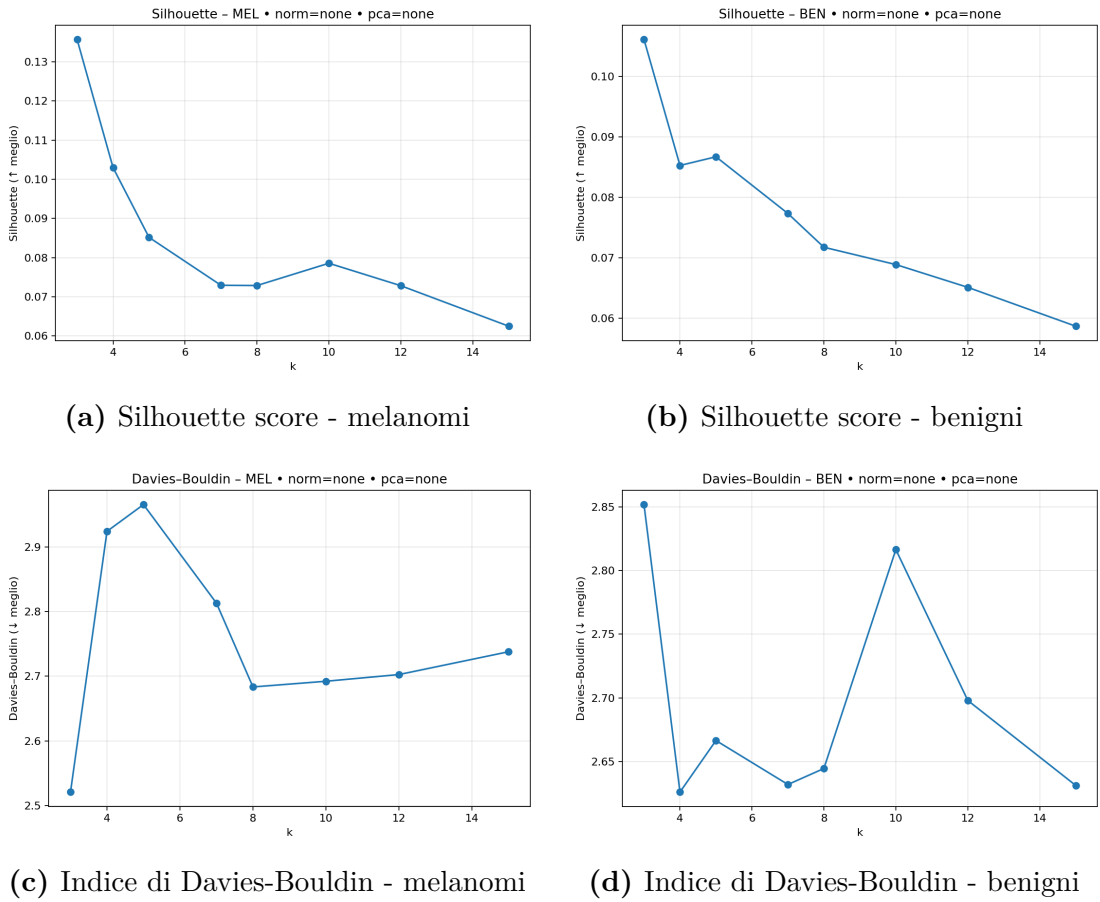 Silhouette – MEL • norm=none • pca=none
Silhouette (↑ meglio)
0.13
0.12
0.11
0.10
0.09
0.08
0.07
0.06
4
6
8
10
12
14
k
(a) Silhouette score - melanomi
Silhouette – BEN • norm=none • pca=none
Silhouette (↑ meglio)
0.10
0.09
0.08
0.07
0.06
4
6
8
10
12
14
k
(b) Silhouette score - benigni
Davies–Bouldin – MEL • norm=none • pca=none
Davies–Bouldin (↓ meglio)
2.9
2.8
2.7
2.6
2.5
4
6
8
10
12
14
k
(c) Indice di Davies-Bouldin - melanomi
Davies–Bouldin – BEN • norm=none • pca=none
Davies–Bouldin (↓ meglio)
2.85
2.80
2.75
2.70
2.65
4
6
8
10
12
14
k
(d) Indice di Davies-Bouldin - benigni